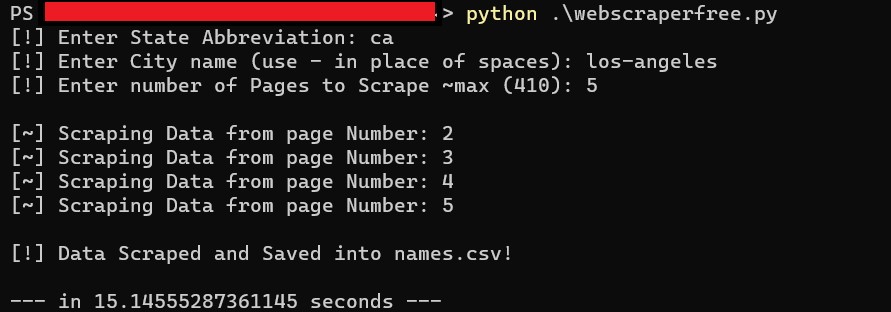 PS > python .\webscraperfree.py
[!] Enter State Abbreviation: ca
[!] Enter City name (use - in place of spaces): los-angeles
[!] Enter number of Pages to Scrape ~max (410): 5
[~] Scraping Data from page Number: 2
[~] Scraping Data from page Number: 3
[~] Scraping Data from page Number: 4
[~] Scraping Data from page Number: 5
[!] Data Scraped and Saved into names.csv!
--- in 15.14555287361145 seconds ---